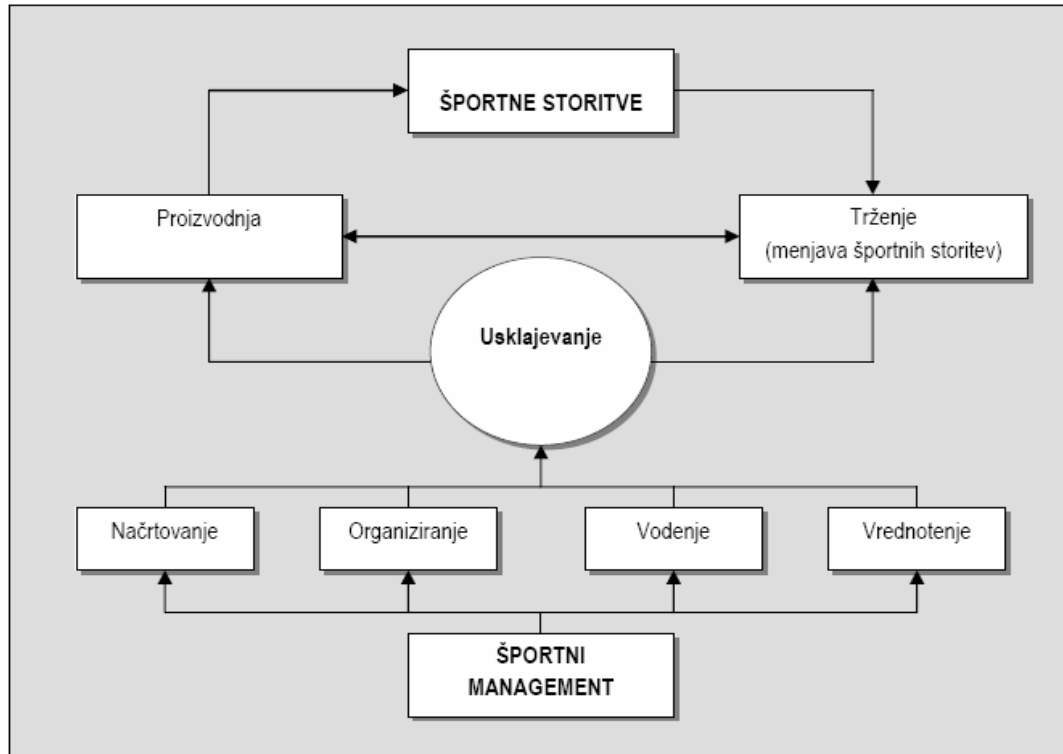 ŠPORTNE STORITVE
Proizvodnja
Trženje
(menjava športnih storitev)
Usklajevanje
Načrtovanje
Organiziranje
Vodenje
Vrednotenje
ŠPORTNI
MANAGEMENT